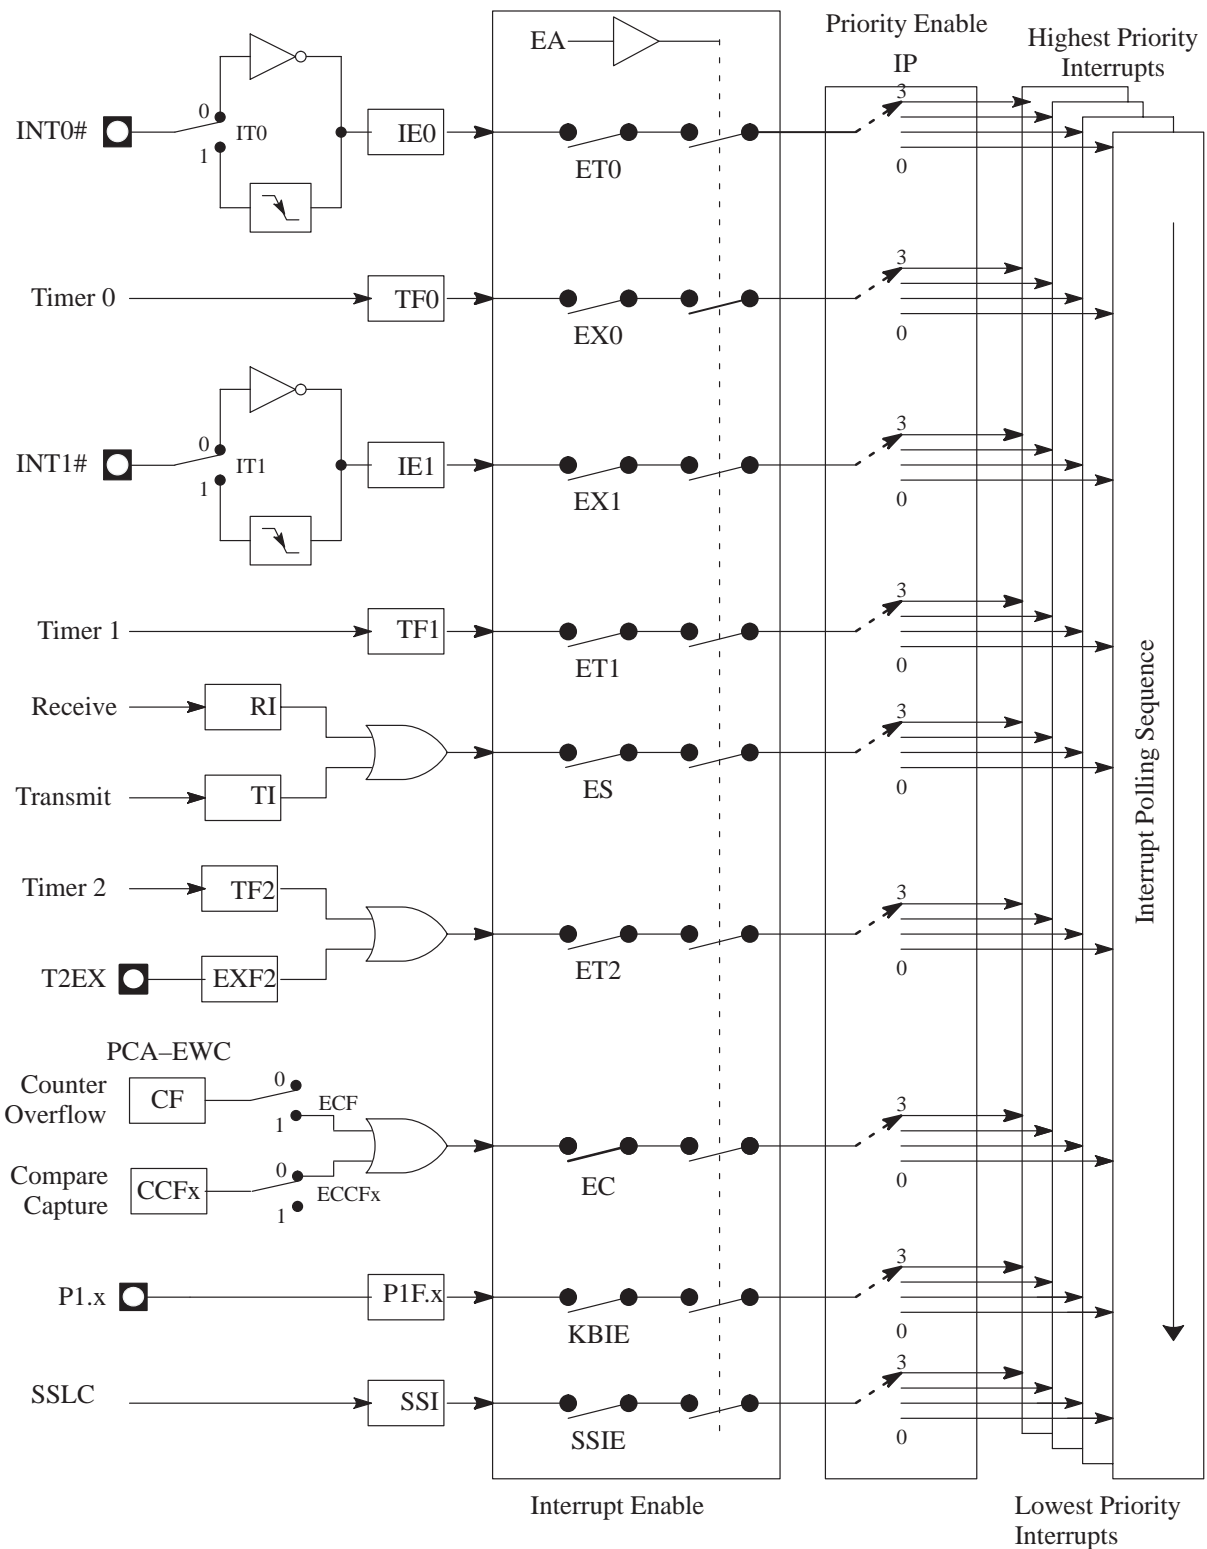 EA
Priority Enable
IP
Highest Priority
Interrupts
INT0#
0
IT0
1
IE0
ET0
3
0
Timer 0
TF0
EX0
3
0
INT1#
0
IT1
1
IE1
EX1
3
0
Timer 1
TF1
ET1
3
0
Receive
RI
Transmit
TI
ES
3
0
Interrupt Polling Sequence
Timer 2
TF2
T2EX
EXF2
ET2
3
0
PCA–EWC
Counter
Overflow
CF
0
1
ECF
Compare
Capture
CCFx
0
1
ECCFx
EC
3
0
P1.x
P1F.x
KBIE
3
0
SSLC
SSI
SSIE
3
0
Interrupt Enable
Lowest Priority
Interrupts